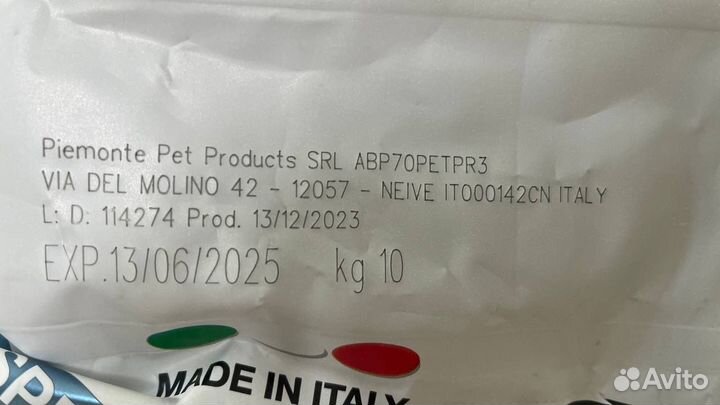 Piemonte Pet Products SRL ABP70PETPR3
VIA DEL MOLINO 42 - 12057 - NEIVE IT000142CN ITALY
L: D: 114274 Prod. 13/12/2023
EXP.13/06/2025 kg 10
MADE IN ITALY
Avito